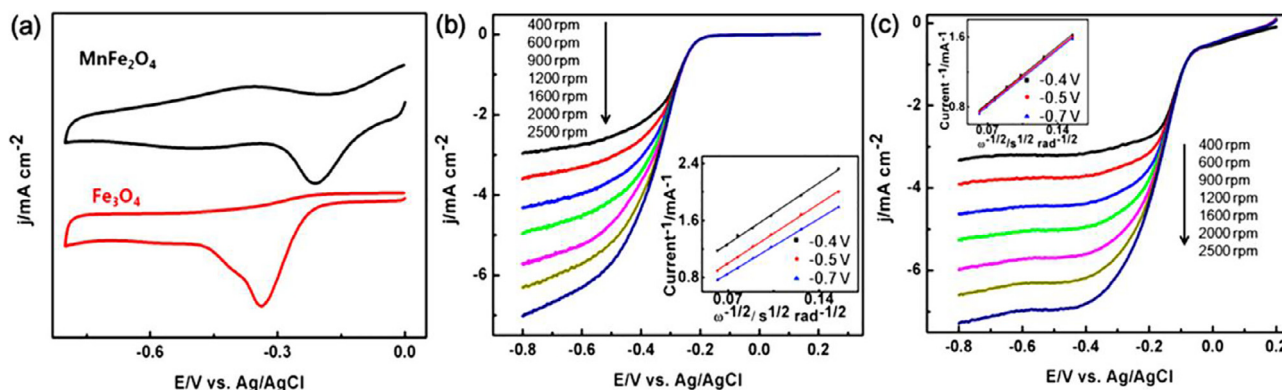 (a)
MnFe₂O₄
Fe₃O₄
j/mA cm⁻²
-0.6
-0.3
0.0
E/V vs. Ag/AgCl
(b)
400 rpm
600 rpm
900 rpm
1200 rpm
1600 rpm
2000 rpm
2500 rpm
0
-2
-4
-6
j/mA cm⁻²
2.4
1.6
0.8
Current⁻¹/mA⁻¹
-0.4 V
-0.5 V
-0.7 V
0.07
0.14
ω⁻¹/²/s¹/² rad⁻¹/²
-0.8
-0.6
-0.4
-0.2
0.0
0.2
E/V vs. Ag/AgCl
(c)
1.6
0.8
Current⁻¹/mA⁻¹
-0.4 V
-0.5 V
-0.7 V
0.07
0.14
ω⁻¹/²/s¹/² rad⁻¹/²
400 rpm
600 rpm
900 rpm
1200 rpm
1600 rpm
2000 rpm
2500 rpm
0
-2
-4
-6
j/mA cm⁻²
-0.8
-0.6
-0.4
-0.2
0.0
0.2
E/V vs. Ag/AgCl